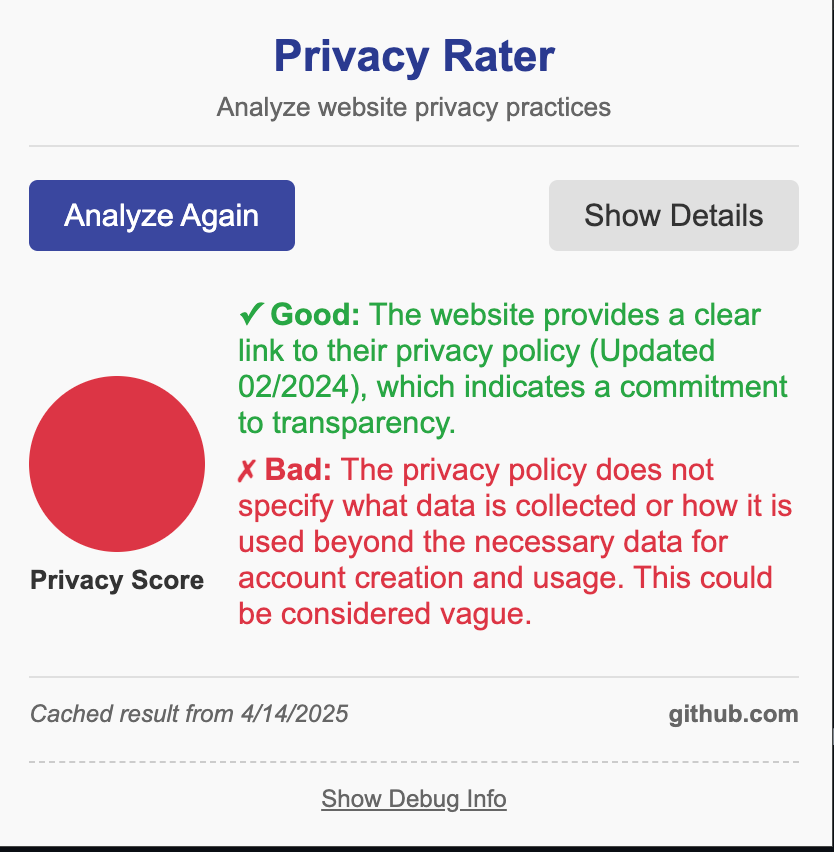 Privacy Rater
Analyze website privacy practices
Analyze Again
Show Details
✓ Good: The website provides a clear
link to their privacy policy (Updated
02/2024), which indicates a commitment
to transparency.
✗ Bad: The privacy policy does not
specify what data is collected or how it is
used beyond the necessary data for
account creation and usage. This could
be considered vague.
Privacy Score
Cached result from 4/14/2025
github.com
Show Debug Info